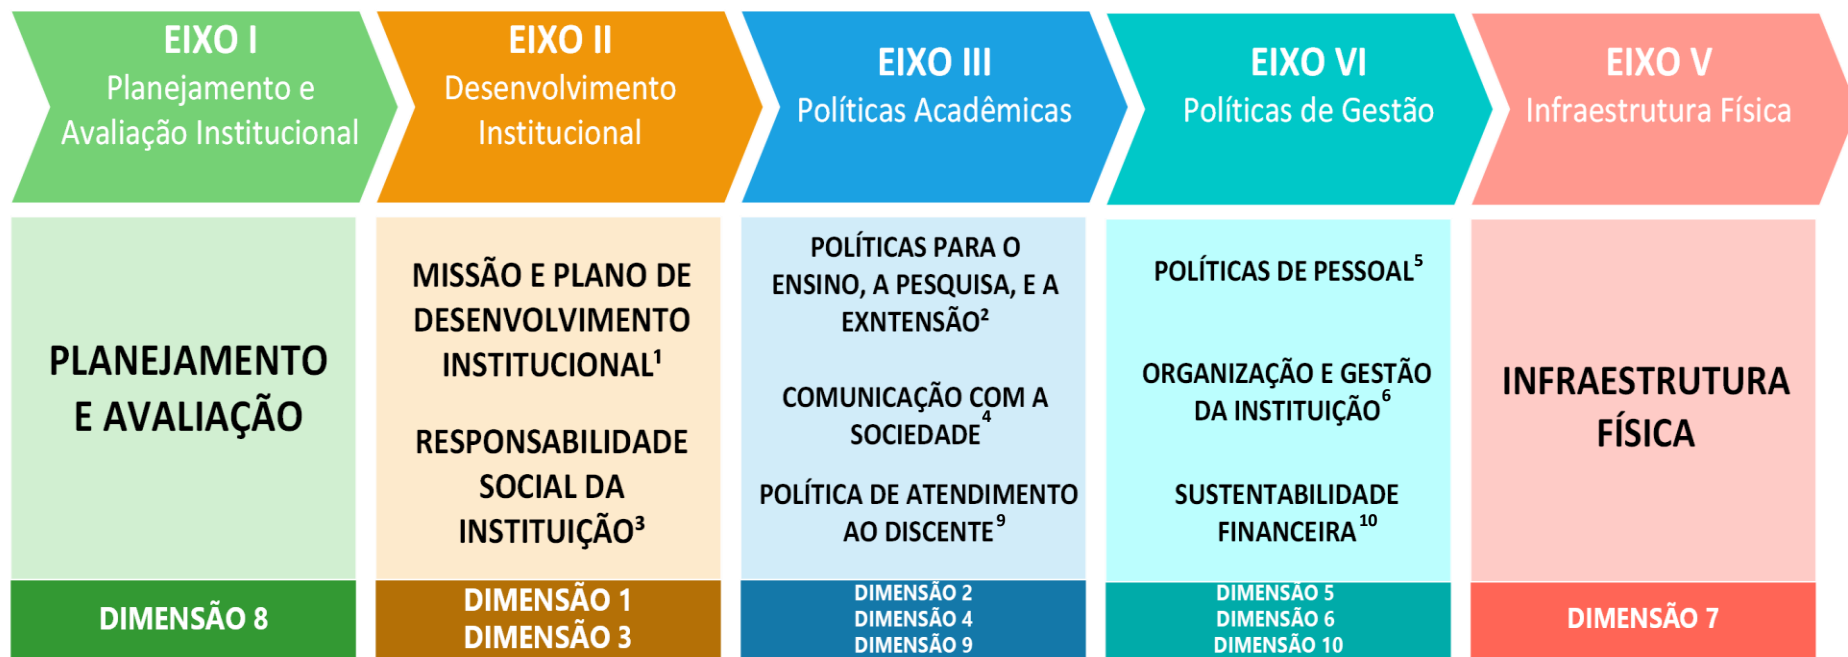 EIXO I
Planejamento e
Avaliação Institucional
EIXO II
Desenvolvimento
Institucional
EIXO III
Políticas Acadêmicas
EIXO VI
Políticas de Gestão
EIXO V
Infraestrutura Física
PLANEJAMENTO
E AVALIAÇÃO
MISSÃO E PLANO DE
DESENVOLVIMENTO
INSTITUCIONAL¹
RESPONSABILIDADE
SOCIAL DA
INSTITUIÇÃO³
POLÍTICAS PARA O
ENSINO, A PESQUISA, E A
EXNTENSÃO²
COMUNICAÇÃO COM A
SOCIEDADE⁴
POLÍTICA DE ATENDIMENTO
AO DISCENTE⁹
POLÍTICAS DE PESSOAL⁵
ORGANIZAÇÃO E GESTÃO
DA INSTITUIÇÃO⁶
SUSTENTABILIDADE
FINANCEIRA¹⁰
INFRAESTRUTURA
FÍSICA
DIMENSÃO 8
DIMENSÃO 1
DIMENSÃO 3
DIMENSÃO 2
DIMENSÃO 4
DIMENSÃO 9
DIMENSÃO 5
DIMENSÃO 6
DIMENSÃO 10
DIMENSÃO 7